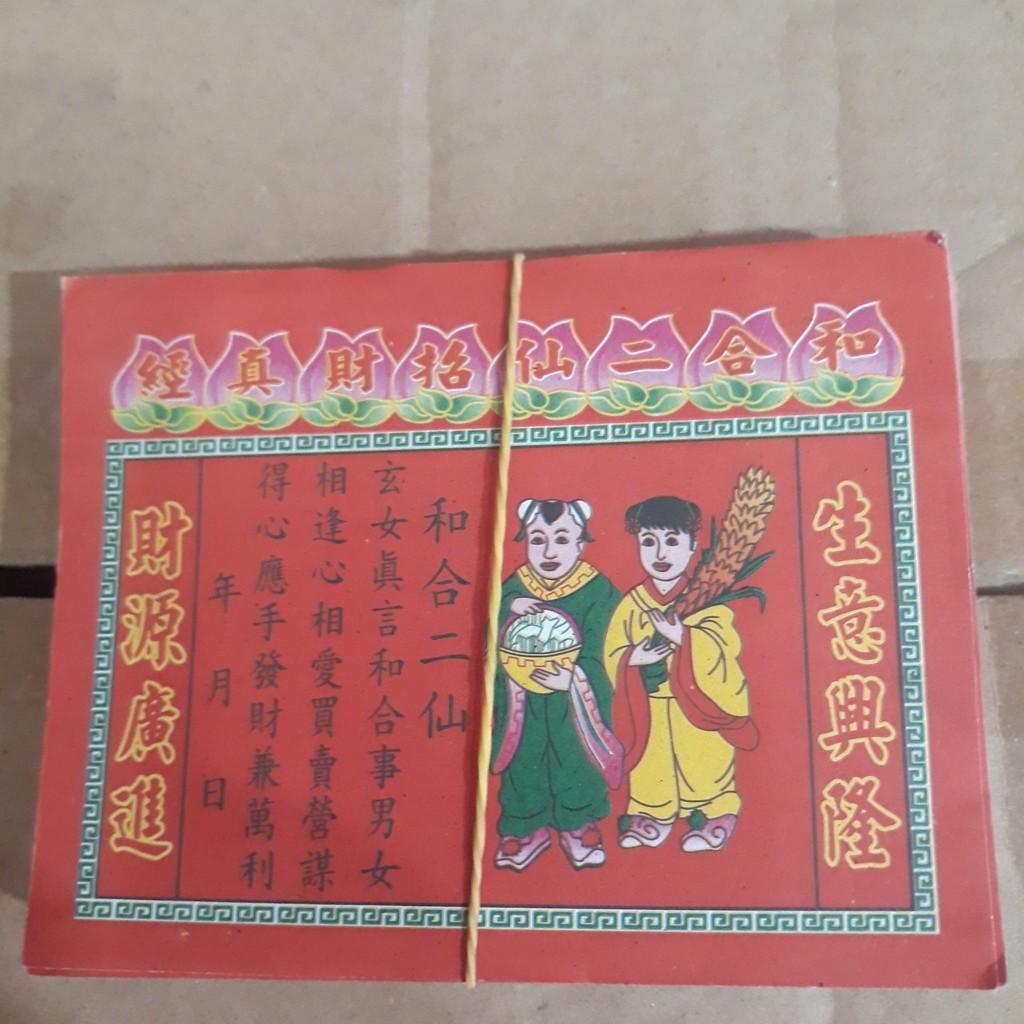 和合二仙招財真經
生意興隆
和合二仙
玄女眞言和合事男女
相逢心相愛買賣營謀
得心應手發財兼萬利
年月日
財源廣進